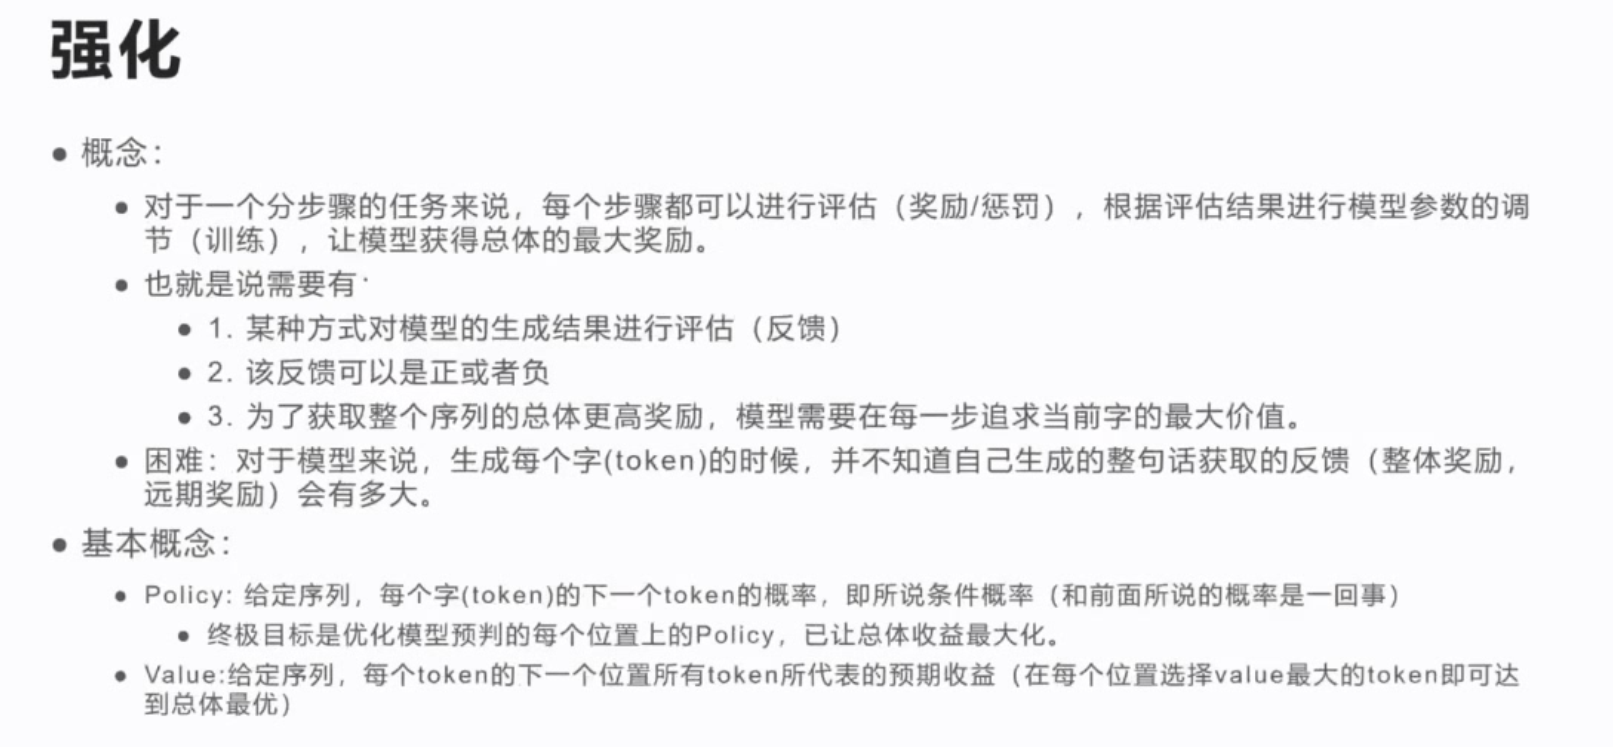 强化
● 概念：
● 对于一个分步骤的任务来说，每个步骤都可以进行评估（奖励/惩罚），根据评估结果进行模型参数的调
节（训练），让模型获得总体的最大奖励。
● 也就是说需要有·
● 1. 某种方式对模型的生成结果进行评估（反馈）
● 2. 该反馈可以是正或者负
● 3. 为了获取整个序列的总体更高奖励，模型需要在每一步追求当前字的最大价值。
● 困难：对于模型来说，生成每个字(token)的时候，并不知道自己生成的整句话获取的反馈（整体奖励，
远期奖励）会有多大。
● 基本概念：
● Policy: 给定序列，每个字(token)的下一个token的概率，即所说条件概率（和前面所说的概率是一回事）
● 终极目标是优化模型预判的每个位置上的Policy，已让总体收益最大化。
● Value:给定序列，每个token的下一个位置所有token所代表的预期收益（在每个位置选择value最大的token即可达
到总体最优）